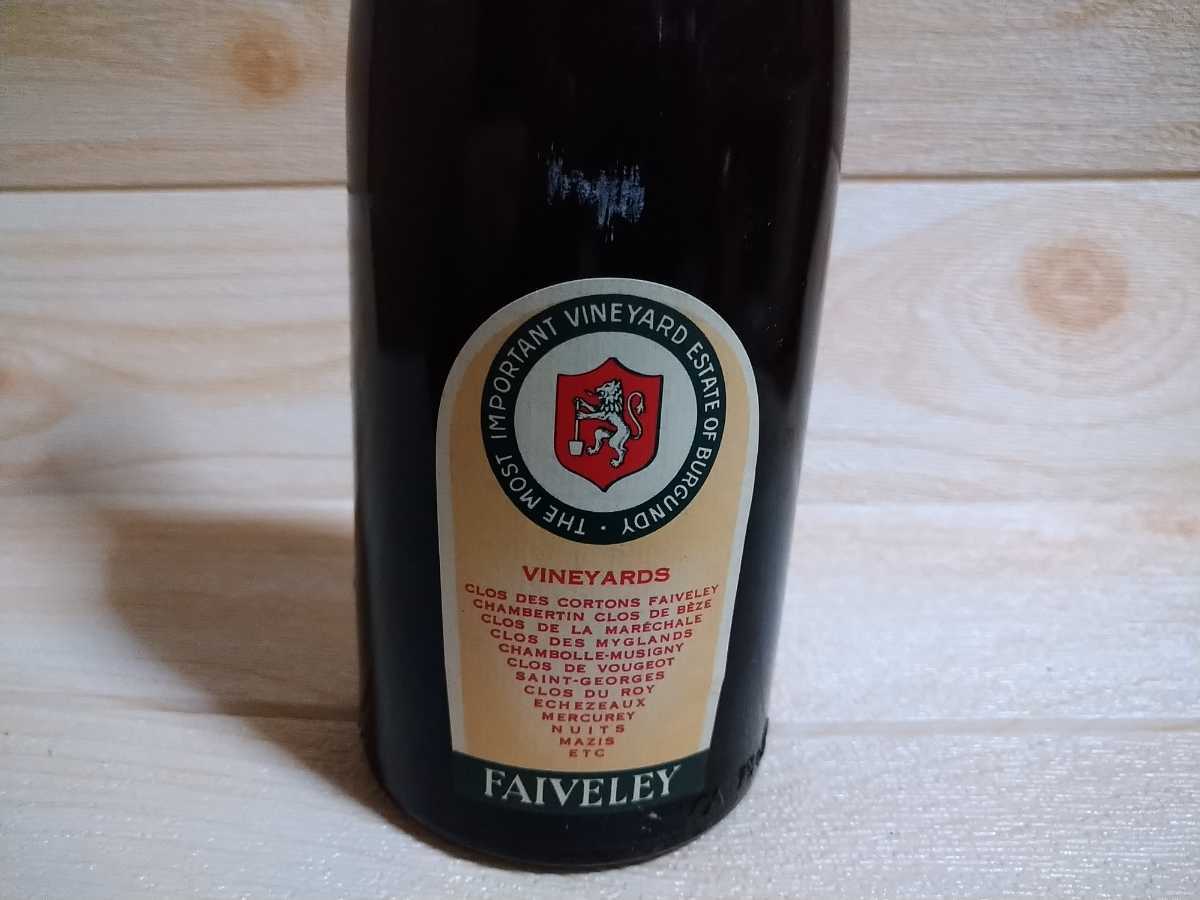 THE MOST IMPORTANT VINEYARD ESTATE OF BURGUNDY ·
VINEYARDS
CLOS DES CORTONS FAIVELEY
CHAMBERTIN CLOS DE BÈZE
CLOS DE LA MARÉCHALE
CLOS DES MYGLANDS
CHAMBOLLE-MUSIGNY
CLOS DE VOUGEOT
SAINT-GEORGES
CLOS DU ROY
ECHEZEAUX
MERCUREY
NUITS
MAZIS
ETC
FAIVELEY